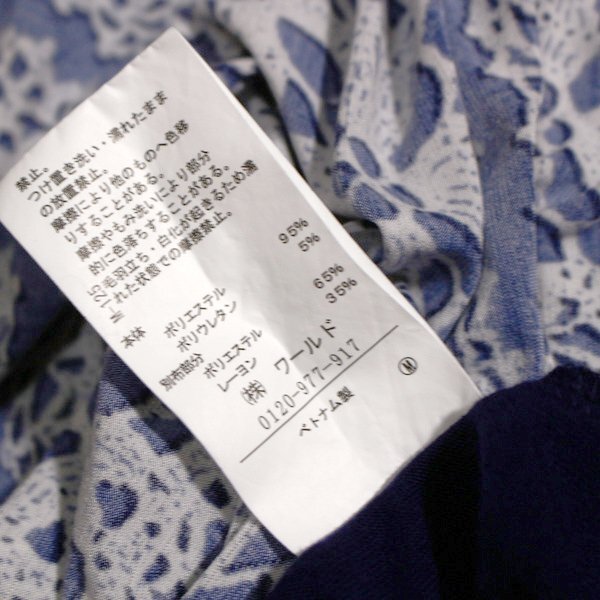 禁止。
つけ置き洗い・濡れたまま
の放置禁止。
摩擦により他のものへ色移
りすることがある。
摩擦やもみ洗いにより部分
的に色落ちすることがある。
毛羽立ち、白化が起きるため濡
れた状態での摩擦禁止。
本体 ポリエステル 95%
ポリウレタン 5%
別布部分 ポリエステル 65%
レーヨン 35%
(株) ワールド
0120-977-917
ベトナム製
M